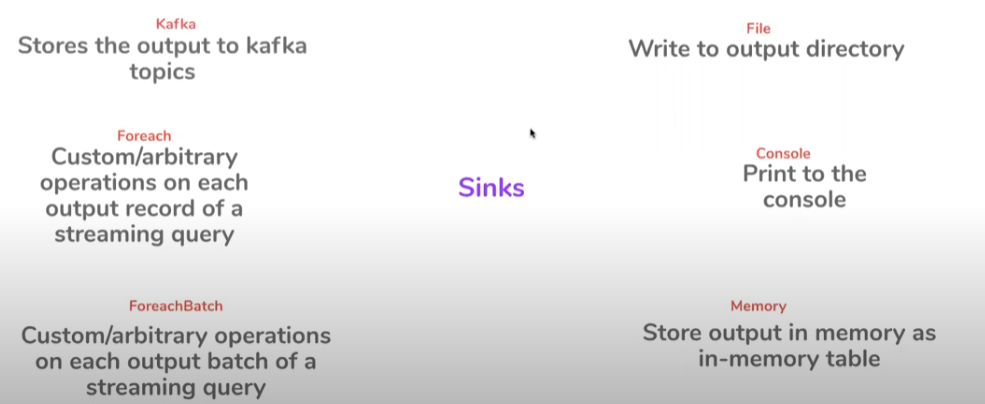 Kafka
Stores the output to kafka
topics
Foreach
Custom/arbitrary
operations on each
output record of a
streaming query
ForeachBatch
Custom/arbitrary operations
on each output batch of a
streaming query
Sinks
File
Write to output directory
Console
Print to the
console
Memory
Store output in memory as
in-memory table